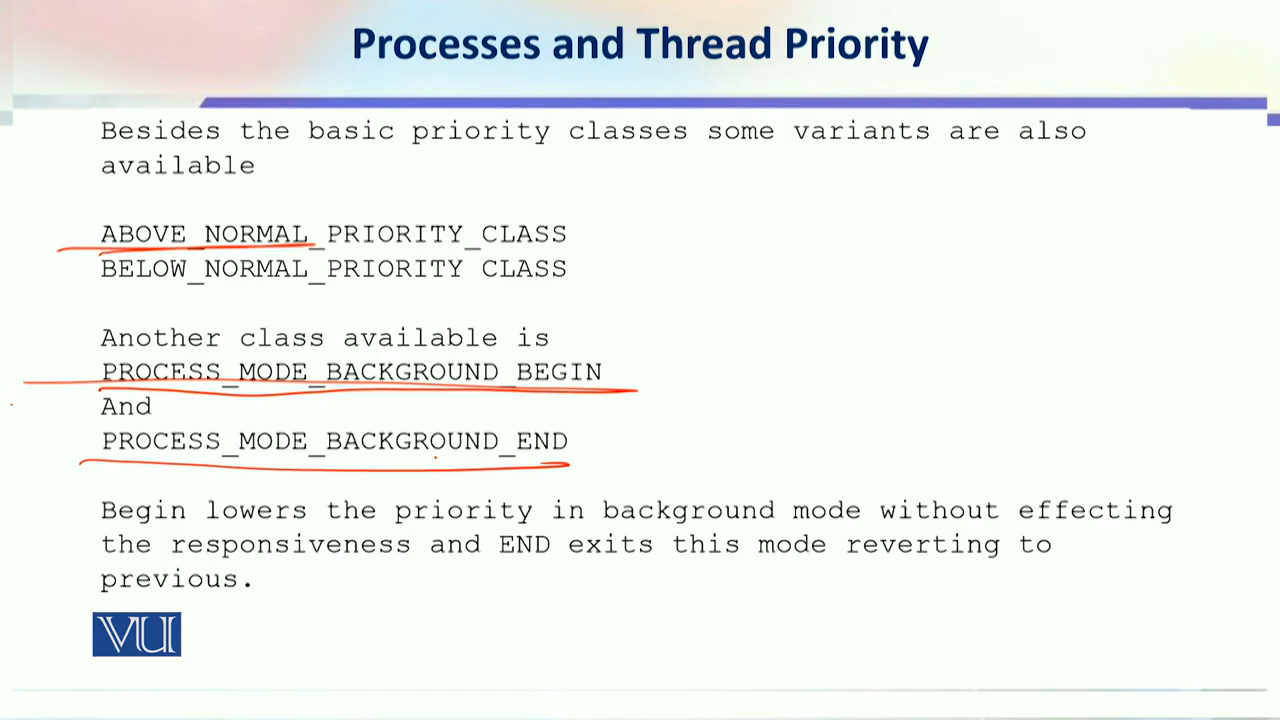 Processes and Thread Priority
Besides the basic priority classes some variants are also
available
ABOVE_NORMAL_PRIORITY_CLASS
BELOW_NORMAL_PRIORITY CLASS
Another class available is
PROCESS_MODE_BACKGROUND_BEGIN
And
PROCESS_MODE_BACKGROUND_END
Begin lowers the priority in background mode without effecting
the responsiveness and END exits this mode reverting to
previous.
VU